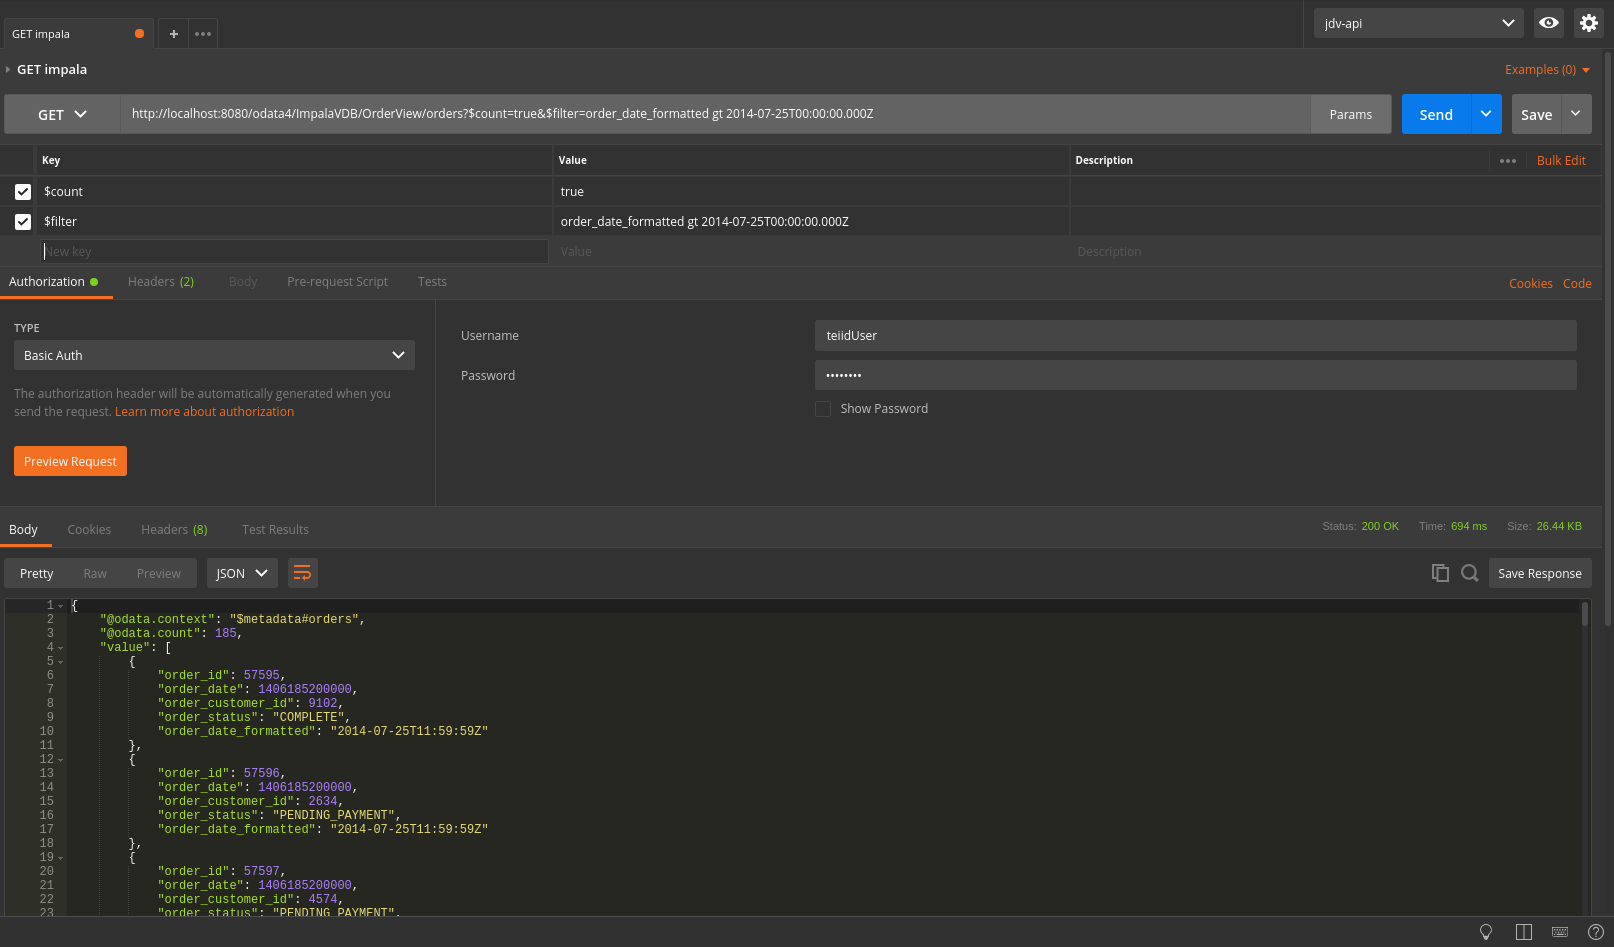 GET impala
jdv-api
GET impala
Examples (0)
GET
http://localhost:8080/odata4/ImpalaVDB/OrderView/orders?$count=true&$filter=order_date_formatted gt 2014-07-25T00:00:00.000Z
Params
Send
Save
Key
Value
Description
Bulk Edit
$count
true
$filter
order_date_formatted gt 2014-07-25T00:00:00.000Z
New key
Value
Description
Authorization
Headers (2)
Body
Pre-request Script
Tests
Cookies
Code
TYPE
Basic Auth
The authorization header will be automatically generated when you
send the request. Learn more about authorization
Preview Request
Username
teiidUser
Password
••••••••
Show Password
Body
Cookies
Headers (8)
Test Results
Status: 200 OK
Time: 694 ms
Size: 26.44 KB
Pretty
Raw
Preview
JSON
Save Response
1 {
2 "@odata.context": "$metadata#orders",
3 "@odata.count": 185,
4 "value": [
5 {
6 "order_id": 57595,
7 "order_date": 1406185200000,
8 "order_customer_id": 9102,
9 "order_status": "COMPLETE",
10 "order_date_formatted": "2014-07-25T11:59:59Z"
11 },
12 {
13 "order_id": 57596,
14 "order_date": 1406185200000,
15 "order_customer_id": 2634,
16 "order_status": "PENDING_PAYMENT",
17 "order_date_formatted": "2014-07-25T11:59:59Z"
18 },
19 {
20 "order_id": 57597,
21 "order_date": 1406185200000,
22 "order_customer_id": 4574,
23 "order_status": "PENDING_PAYMENT",